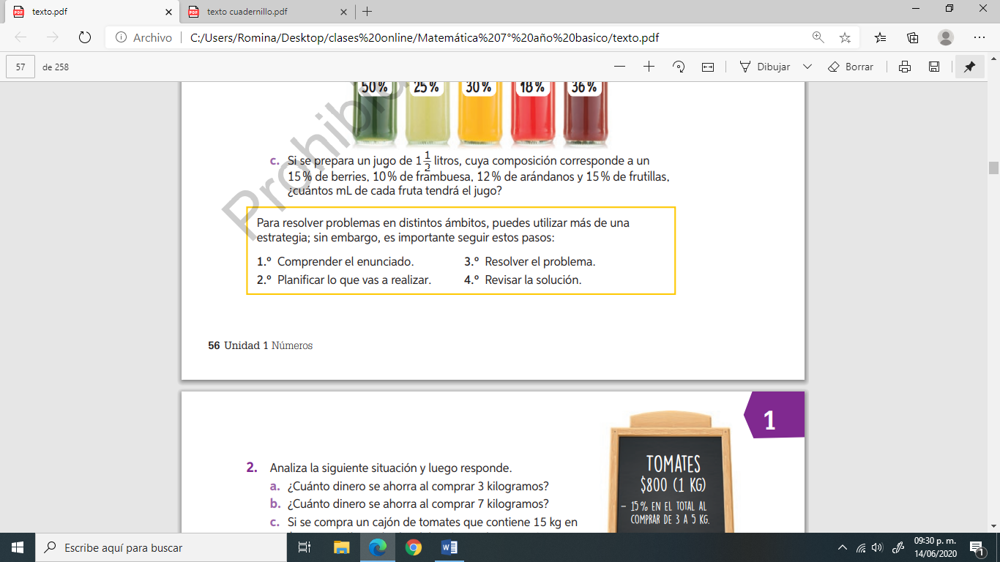 texto.pdf
texto cuadernillo.pdf
Archivo
C:/Users/Romina/Desktop/clases%20online/Matemática%207°%20año%20basico/texto.pdf
57 de 258
Dibujar
Borrar
50% 25% 30% 18% 36%
c. Si se prepara un jugo de 1 1/2 litros, cuya composición corresponde a un
15% de berries, 10% de frambuesa, 12% de arándanos y 15% de frutillas,
¿cuántos mL de cada fruta tendrá el jugo?
Para resolver problemas en distintos ámbitos, puedes utilizar más de una
estrategia; sin embargo, es importante seguir estos pasos:
1.º Comprender el enunciado.
3.º Resolver el problema.
2.º Planificar lo que vas a realizar.
4.º Revisar la solución.
56 Unidad 1 Números
1
2. Analiza la siguiente situación y luego responde.
a. ¿Cuánto dinero se ahorra al comprar 3 kilogramos?
b. ¿Cuánto dinero se ahorra al comprar 7 kilogramos?
c. Si se compra un cajón de tomates que contiene 15 kg en
TOMATES
$800 (1 KG)
- 15% EN EL TOTAL AL
COMPRAR DE 3 A 5 KG.
Escribe aquí para buscar
09:30 p. m.
14/06/2020
1